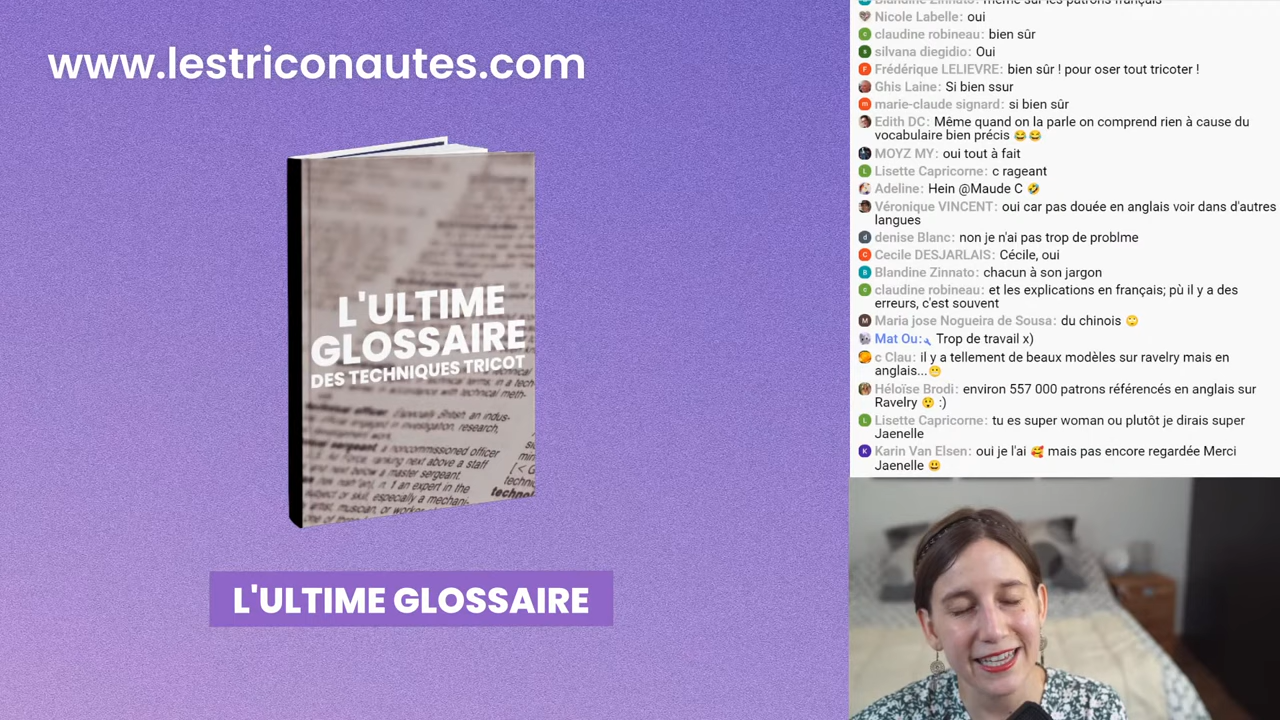 www.lestriconautes.com
L'ULTIME
GLOSSAIRE
DES TECHNIQUES TRICOT
L'ULTIME GLOSSAIRE
Blandine Zinnato: même sur les patrons français
Nicole Labelle: oui
claudine robineau: bien sûr
silvana diegidio: Oui
Frédérique LELIEVRE: bien sûr ! pour oser tout tricoter !
Ghis Laine: Si bien ssur
marie-claude signard: si bien sûr
Edith DC: Même quand on la parle on comprend rien à cause du
vocabulaire bien précis 😂😂
MOYZ MY: oui tout à fait
Lisette Capricorne: c rageant
Adeline: Hein @Maude C 🤣
Véronique VINCENT: oui car pas douée en anglais voir dans d'autres
langues
denise Blanc: non je n'ai pas trop de problme
Cecile DESJARLAIS: Cécile, oui
Blandine Zinnato: chacun à son jargon
claudine robineau: et les explications en français; pù il y a des
erreurs, c'est souvent
Maria jose Nogueira de Sousa: du chinois 🙄
Mat Ou: Trop de travail x)
c Clau: il y a tellement de beaux modèles sur ravelry mais en
anglais...😬
Héloïse Brodi: environ 557 000 patrons référencés en anglais sur
Ravelry 😲 :)
Lisette Capricorne: tu es super woman ou plutôt je dirais super
Jaenelle
Karin Van Elsen: oui je l'ai 🥰 mais pas encore regardée Merci
Jaenelle 😃